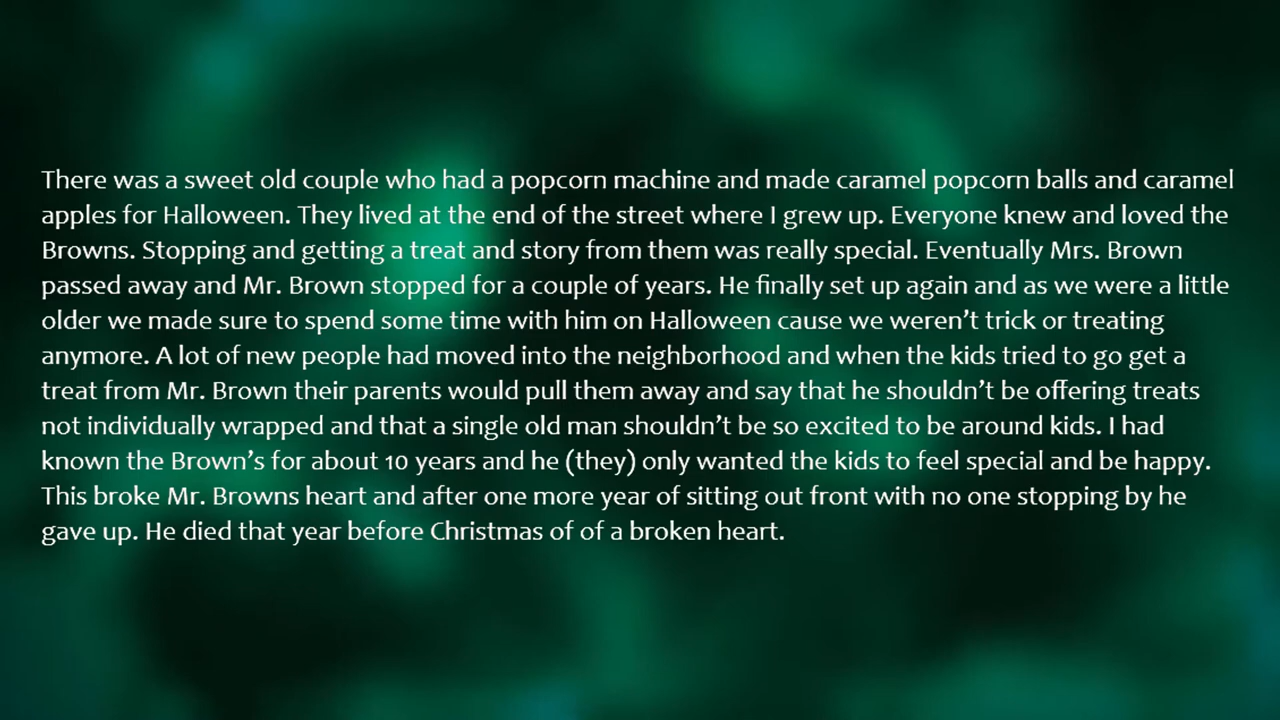 There was a sweet old couple who had a popcorn machine and made caramel popcorn balls and caramel
apples for Halloween. They lived at the end of the street where I grew up. Everyone knew and loved the
Browns. Stopping and getting a treat and story from them was really special. Eventually Mrs. Brown
passed away and Mr. Brown stopped for a couple of years. He finally set up again and as we were a little
older we made sure to spend some time with him on Halloween cause we weren’t trick or treating
anymore. A lot of new people had moved into the neighborhood and when the kids tried to go get a
treat from Mr. Brown their parents would pull them away and say that he shouldn’t be offering treats
not individually wrapped and that a single old man shouldn’t be so excited to be around kids. I had
known the Brown’s for about 10 years and he (they) only wanted the kids to feel special and be happy.
This broke Mr. Browns heart and after one more year of sitting out front with no one stopping by he
gave up. He died that year before Christmas of of a broken heart.